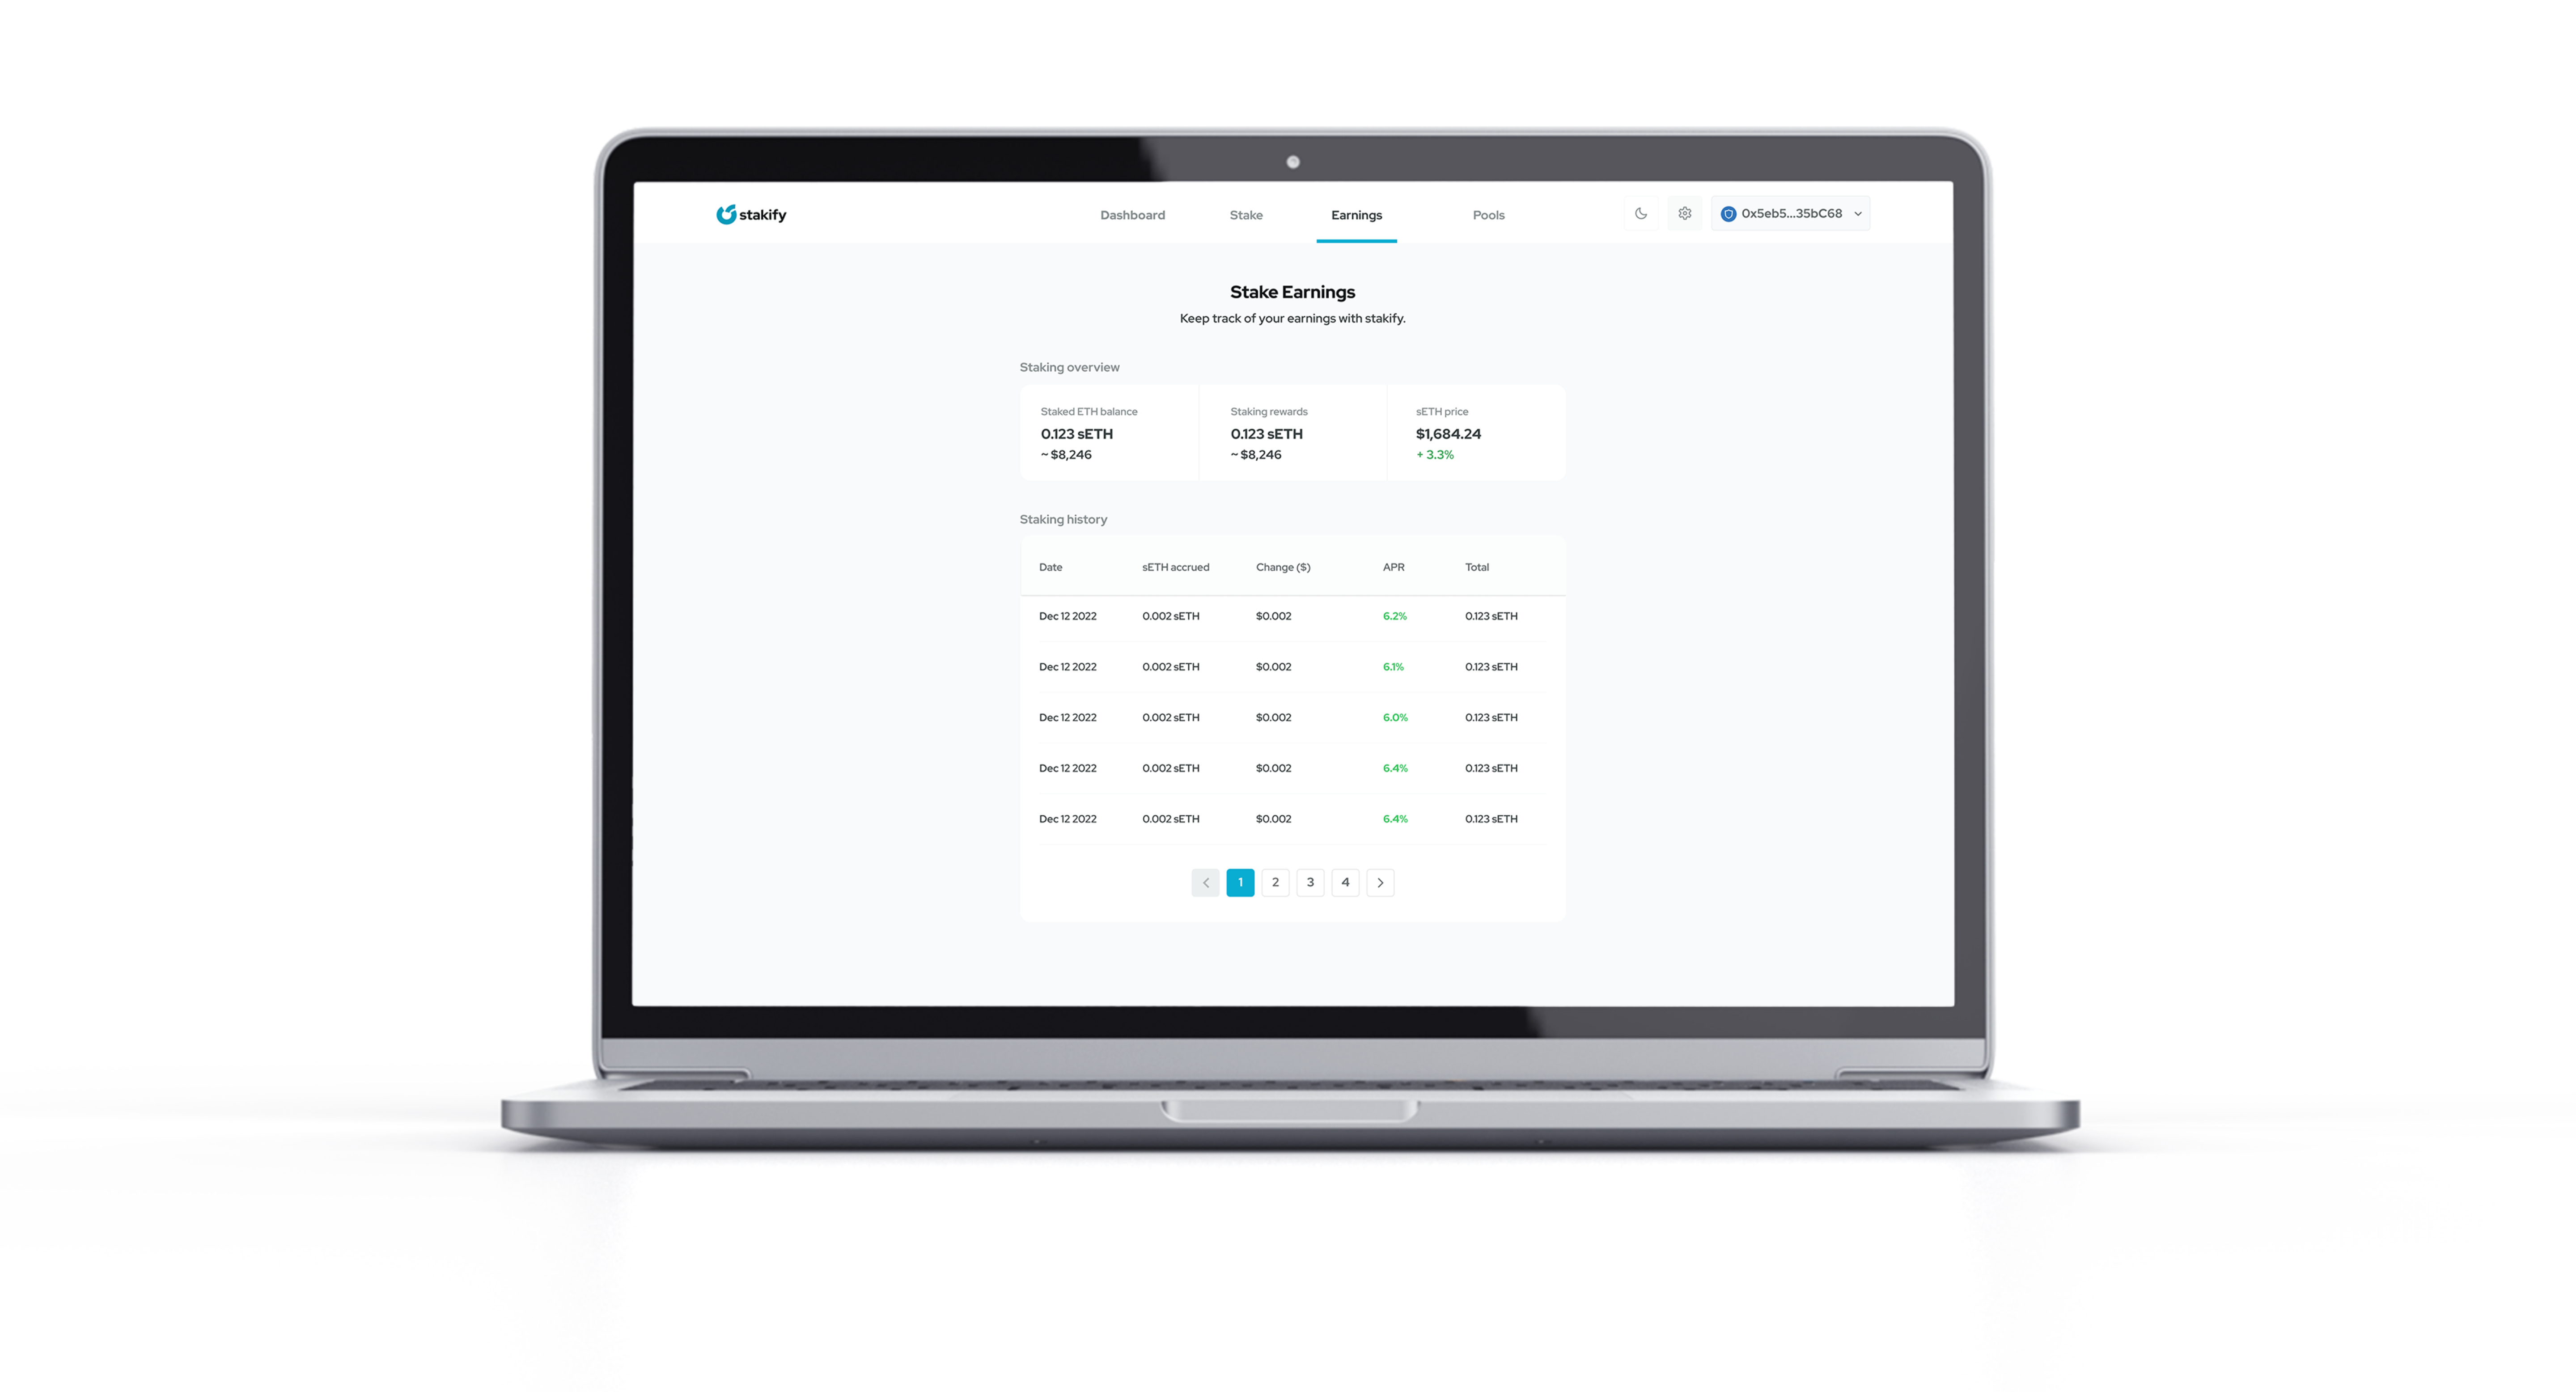 stakify
Dashboard Stake Earnings Pools 0x5eb5...35bC68
Stake Earnings
Keep track of your earnings with stakify.
Staking overview
Staked ETH balance Staking rewards sETH price
0.123 sETH 0.123 sETH $1,684.24
~ $8,246 ~ $8,246 + 3.3%
Staking history
Date sETH accrued Change ($) APR Total
Dec 12 2022 0.002 sETH $0.002 6.2% 0.123 sETH
Dec 12 2022 0.002 sETH $0.002 6.1% 0.123 sETH
Dec 12 2022 0.002 sETH $0.002 6.0% 0.123 sETH
Dec 12 2022 0.002 sETH $0.002 6.4% 0.123 sETH
Dec 12 2022 0.002 sETH $0.002 6.4% 0.123 sETH
1 2 3 4